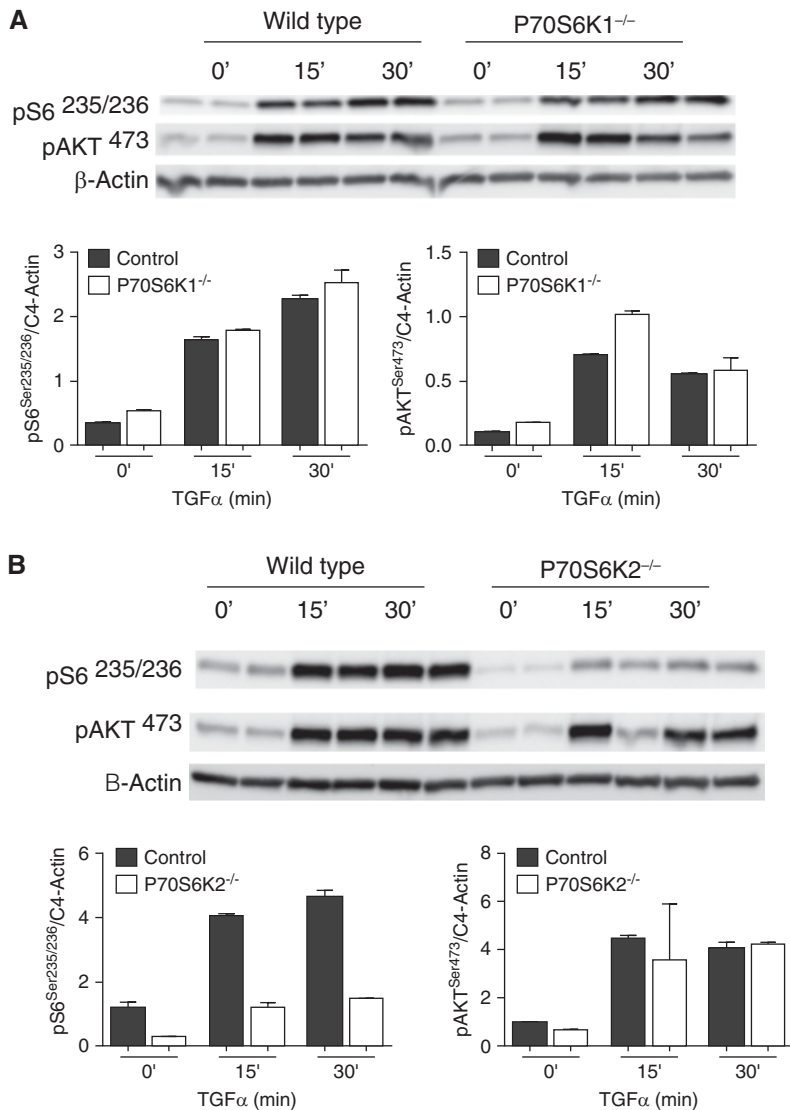 A
Wild type P70S6K1–/–
0’ 15’ 30’ 0’ 15’ 30’
pS6 235/236
pAKT 473
β-Actin
3
2
1
0
pS6Ser235/236/C4-Actin
Control
P70S6K1-/-
0' 15' 30'
TGFα (min)
1.5
1.0
0.5
0.0
pAKTSer473/C4-Actin
Control
P70S6K1-/-
0' 15' 30'
TGFα (min)
B
Wild type P70S6K2–/–
0’ 15’ 30’ 0’ 15’ 30’
pS6 235/236
pAKT 473
B-Actin
6
4
2
0
pS6Ser235/236/C4-Actin
Control
P70S6K2-/-
0' 15' 30'
TGFα (min)
8
6
4
2
0
pAKTSer473/C4-Actin
Control
P70S6K2-/-
0' 15' 30'
TGFα (min)